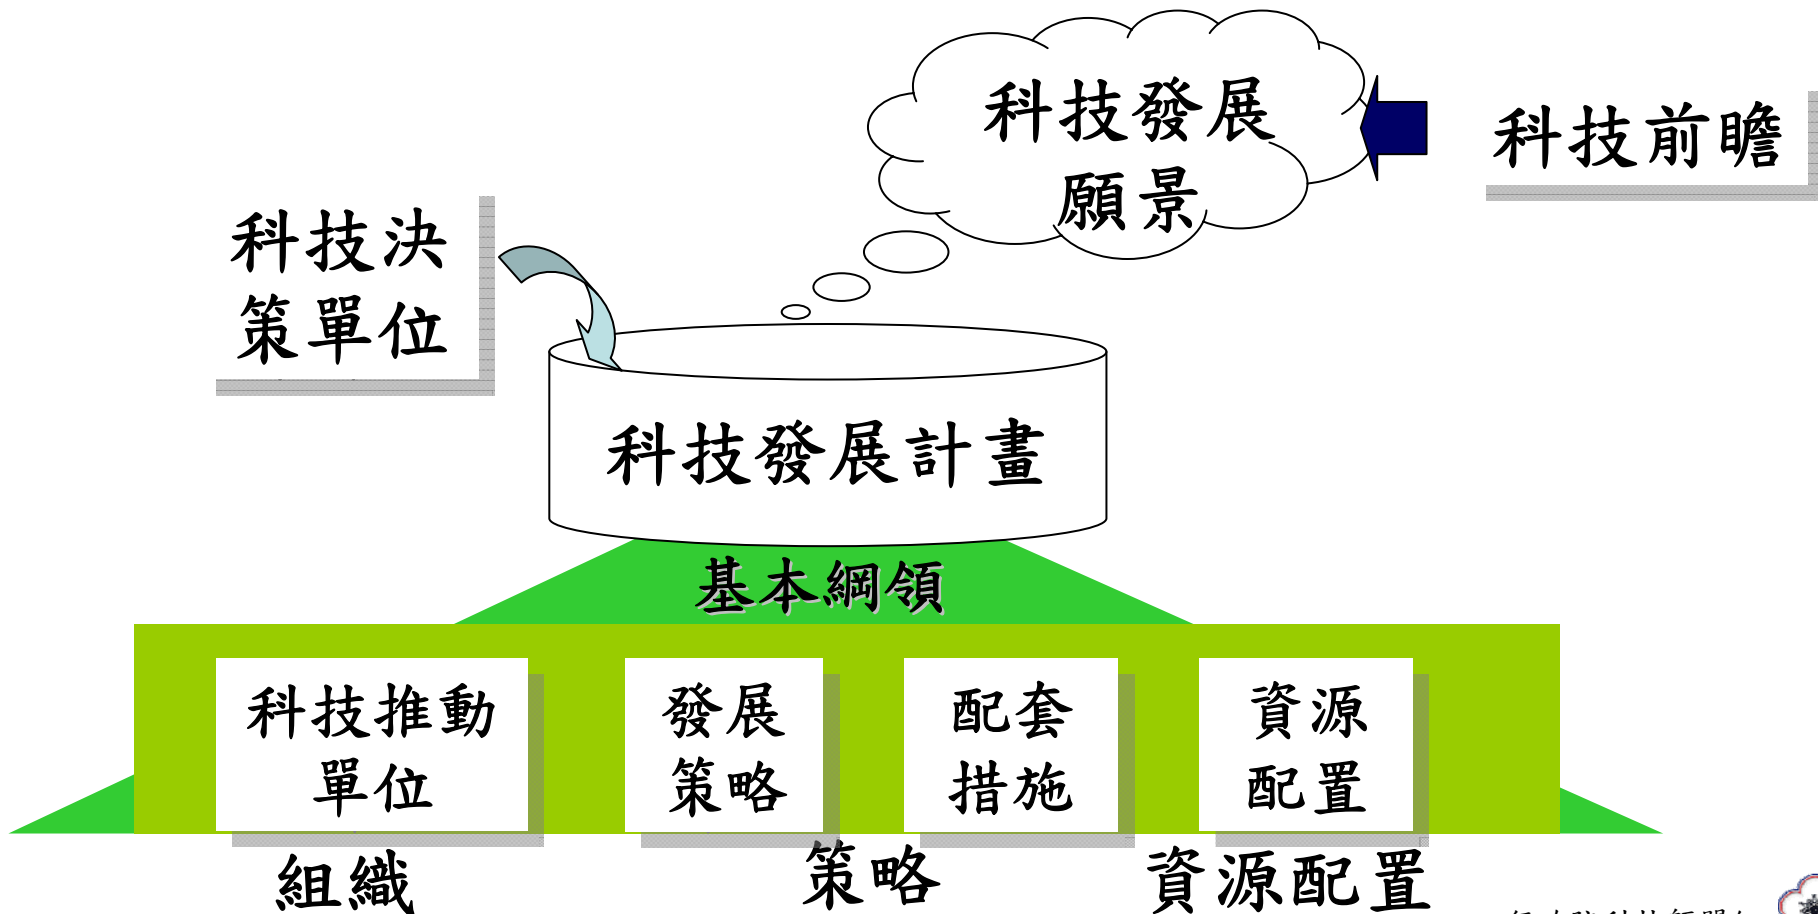 科技發展
願景
科技前瞻
科技決
策單位
科技發展計畫
基本綱領
科技推動
單位
發展
策略
配套
措施
資源
配置
組織
策略
資源配置